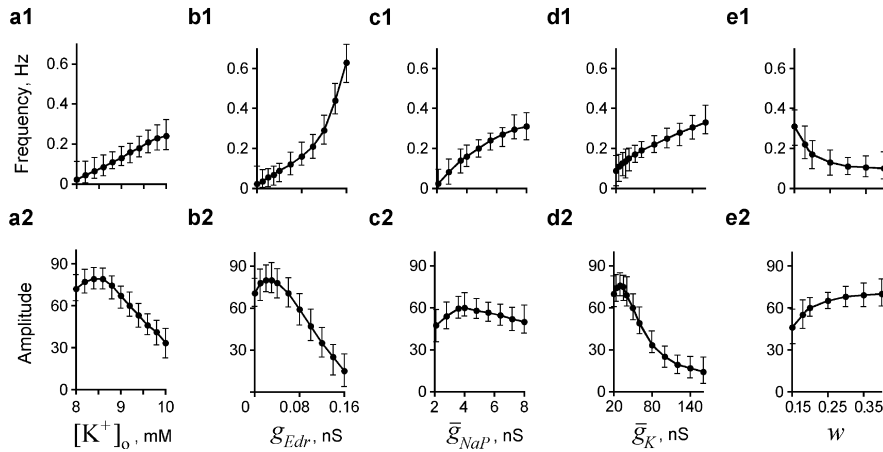 a1 b1 c1 d1 e1
Frequency, Hz
0.6 0.6 0.6 0.6 0.6
0.4 0.4 0.4 0.4 0.4
0.2 0.2 0.2 0.2 0.2
0 0 0 0 0
a2 b2 c2 d2 e2
Amplitude
90 90 90 90 90
60 60 60 60 60
30 30 30 30 30
0 0 0 0 0
8 9 10 0 0.08 0.16 2 4 6 8 20 80 140 0.15 0.25 0.35
[K⁺]ₒ, mM g_Edr, nS ḡ_NaP, nS ḡ_K, nS w